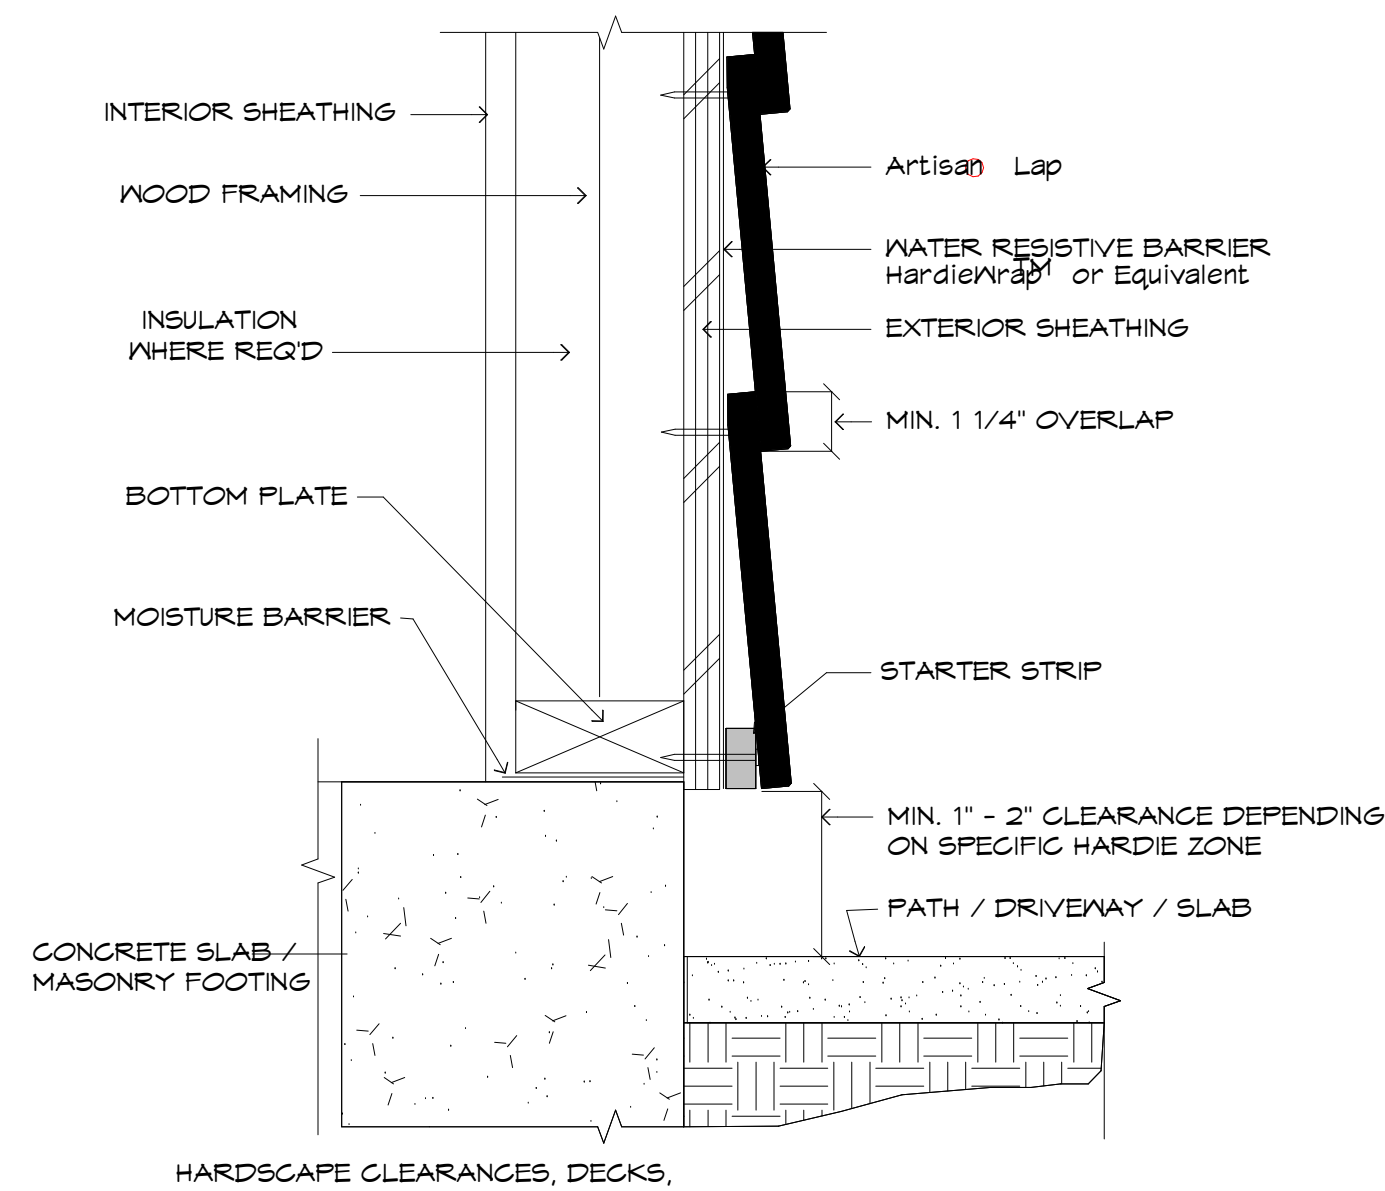 INTERIOR SHEATHING
WOOD FRAMING
INSULATION
WHERE REQ'D
BOTTOM PLATE
MOISTURE BARRIER
CONCRETE SLAB /
MASONRY FOOTING
Artisan Lap
WATER RESISTIVE BARRIER
HardieWrap™ or Equivalent
EXTERIOR SHEATHING
MIN. 1 1/4" OVERLAP
STARTER STRIP
MIN. 1" - 2" CLEARANCE DEPENDING
ON SPECIFIC HARDIE ZONE
PATH / DRIVEWAY / SLAB
HARDSCAPE CLEARANCES, DECKS,